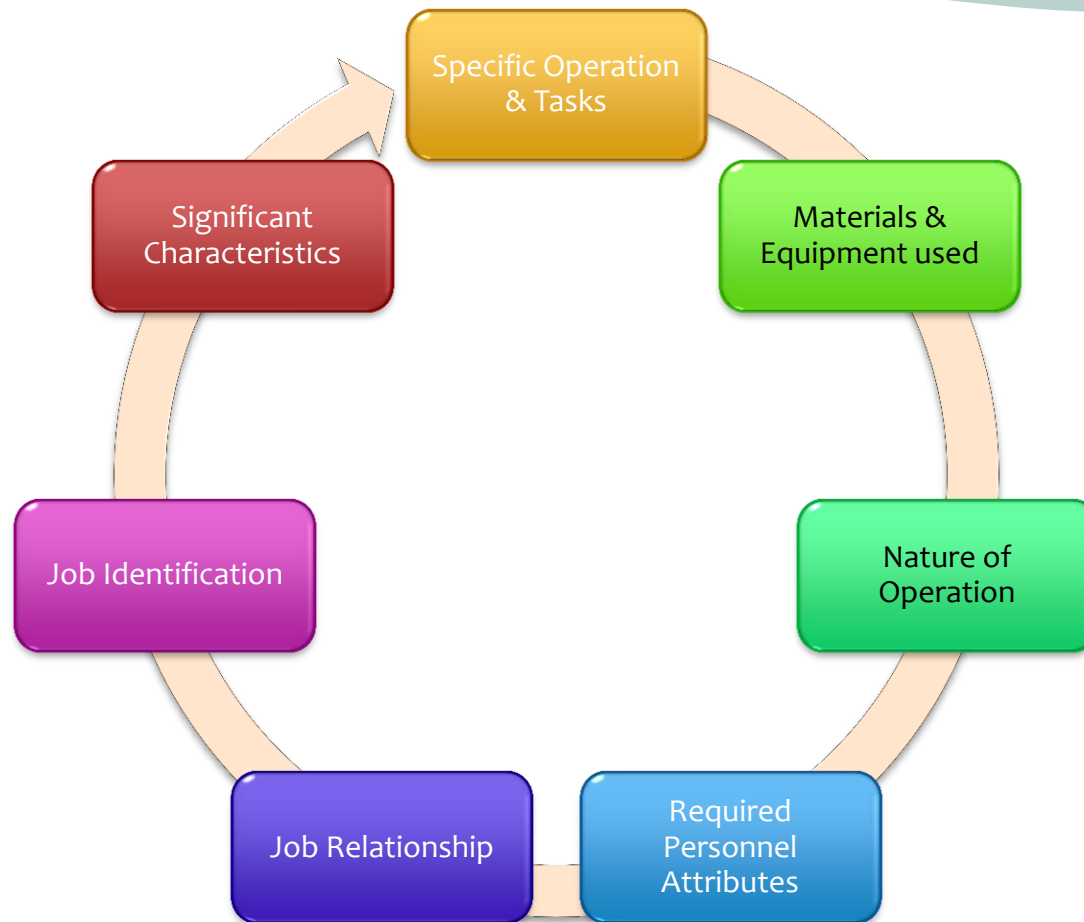 Specific Operation
& Tasks
Materials &
Equipment used
Nature of
Operation
Required
Personnel
Attributes
Job Relationship
Job Identification
Significant
Characteristics